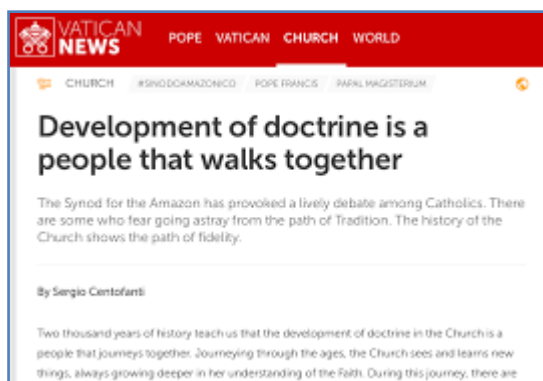 VATICAN
NEWS
POPE VATICAN CHURCH WORLD
CHURCH #SINODOAMAZONICO POPE FRANCIS PAPAL MAGISTERIUM
Development of doctrine is a
people that walks together
The Synod for the Amazon has provoked a lively debate among Catholics. There
are some who fear going astray from the path of Tradition. The history of the
Church shows the path of fidelity.
By Sergio Centofanti
Two thousand years of history teach us that the development of doctrine in the Church is a
people that journeys together. Journeying through the ages, the Church sees and learns new
things, always growing deeper in her understanding of the Faith. During this journey, there are